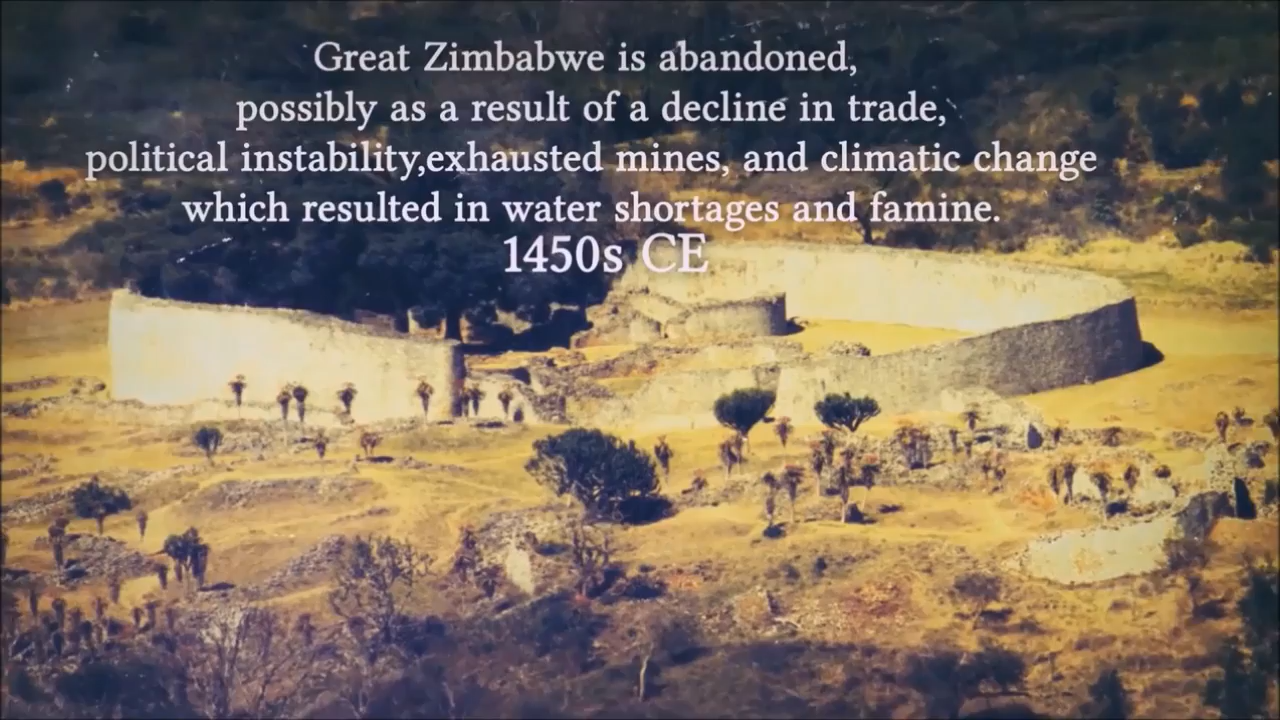 Great Zimbabwe is abandoned,
possibly as a result of a decline in trade,
political instability,exhausted mines, and climatic change
which resulted in water shortages and famine.
1450s CE